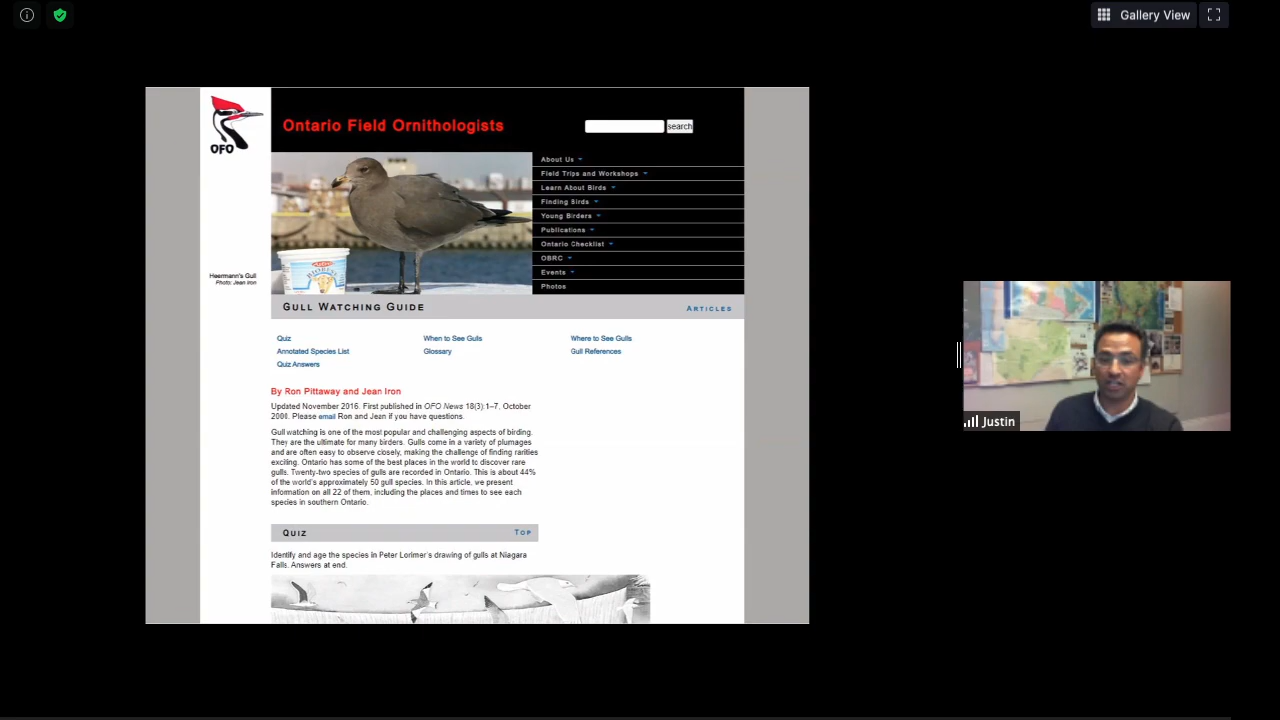 Gallery View
OFO
Ontario Field Ornithologists
search
About Us
Field Trips and Workshops
Learn About Birds
Finding Birds
Young Birders
Publications
Ontario Checklist
OBRC
Events
Photos
Heermann's Gull
Photo: Jean Iron
GULL WATCHING GUIDE
ARTICLES
Quiz
When to See Gulls
Where to See Gulls
Annotated Species List
Glossary
Gull References
Quiz Answers
By Ron Pittaway and Jean Iron
Updated November 2016. First published in OFO News 18(3):1–7, October
2000. Please email Ron and Jean if you have questions.
Gull watching is one of the most popular and challenging aspects of birding.
They are the ultimate for many birders. Gulls come in a variety of plumages
and are often easy to observe closely, making the challenge of finding rarities
exciting. Ontario has some of the best places in the world to discover rare
gulls. Twenty-two species of gulls are recorded in Ontario. This is about 44%
of the world's approximately 50 gull species. In this article, we present
information on all 22 of them, including the places and times to see each
species in southern Ontario.
QUIZ
TOP
Identify and age the species in Peter Lorimer's drawing of gulls at Niagara
Falls. Answers at end.
Justin